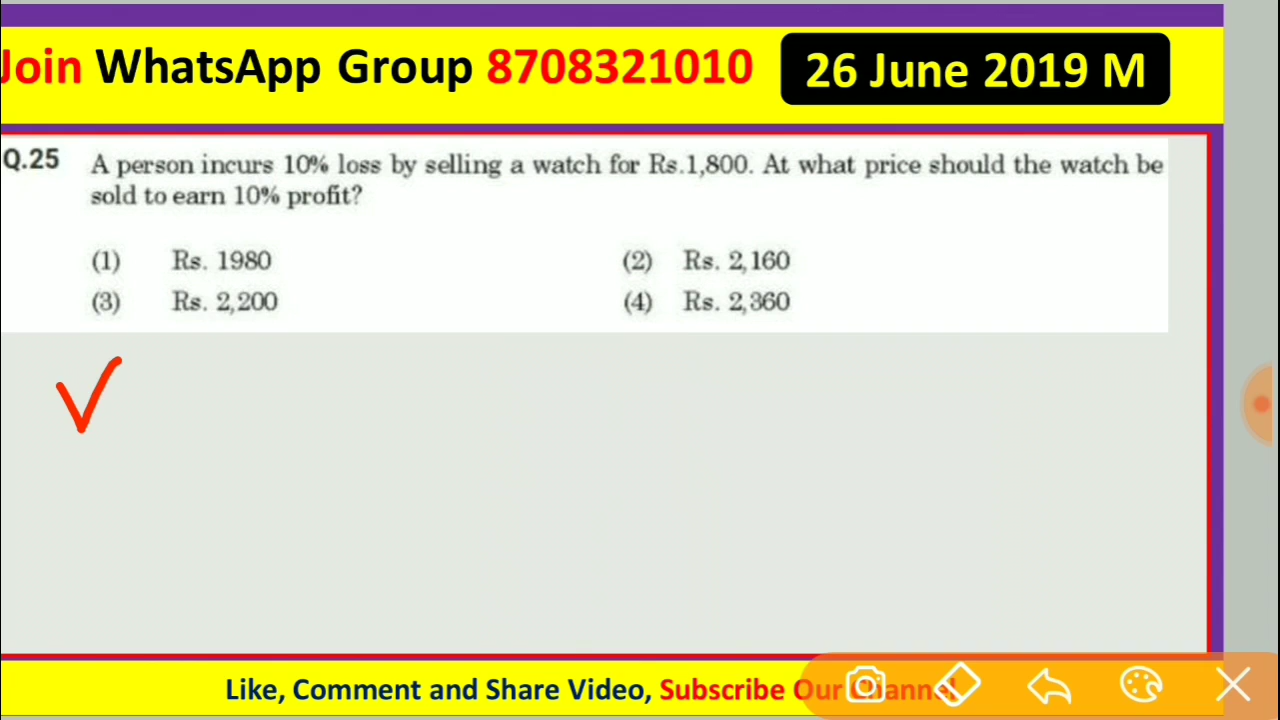 Join WhatsApp Group 8708321010 26 June 2019 M
Q.25 A person incurs 10% loss by selling a watch for Rs.1,800. At what price should the watch be
sold to earn 10% profit?
(1) Rs. 1980 (2) Rs. 2,160
(3) Rs. 2,200 (4) Rs. 2,360
Like, Comment and Share Video, Subscribe Our Channel